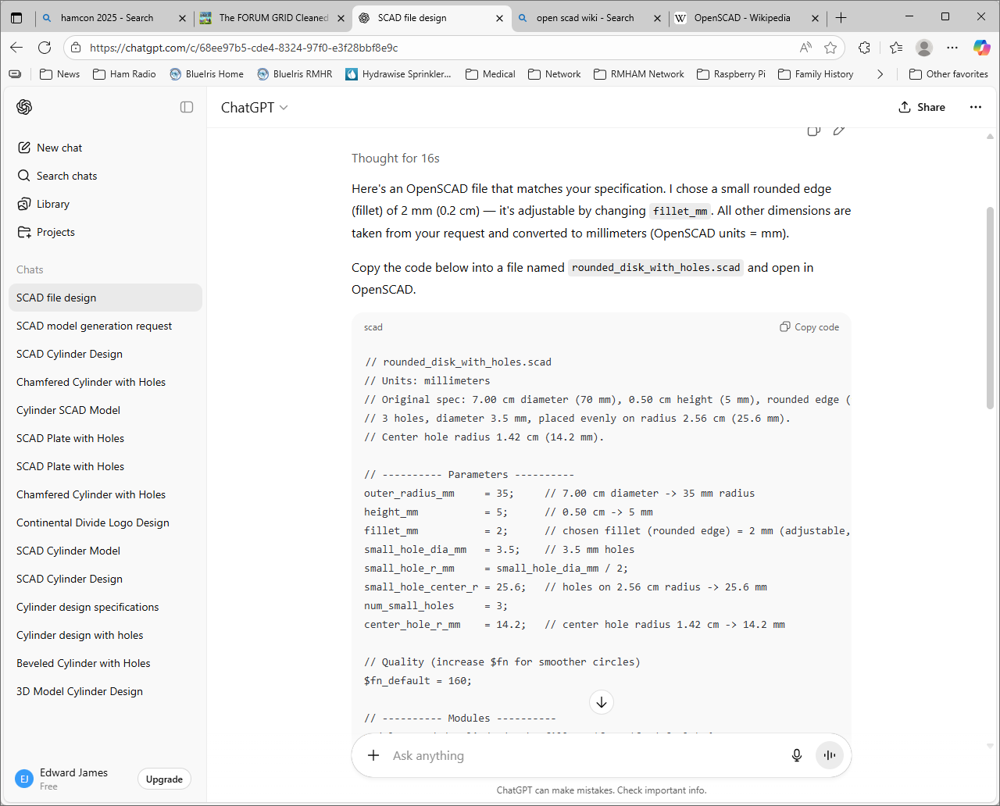 hamcon 2025 - Search
The FORUM GRID Cleaned
SCAD file design
open scad wiki - Search
W OpenSCAD - Wikipedia
https://chatgpt.com/c/68ee97b5-cde4-8324-97f0-e3f28bbf8e9c
News
Ham Radio
BlueIris Home
BlueIris RMHR
Hydrawise Sprinkler...
Medical
Network
RMHAM Network
Raspberry Pi
Family History
Other favorites
ChatGPT
Share
New chat
Search chats
Library
Projects
Chats
SCAD file design
SCAD model generation request
SCAD Cylinder Design
Chamfered Cylinder with Holes
Cylinder SCAD Model
SCAD Plate with Holes
SCAD Plate with Holes
Chamfered Cylinder with Holes
Continental Divide Logo Design
SCAD Cylinder Model
SCAD Cylinder Design
Cylinder design specifications
Cylinder design with holes
Beveled Cylinder with Holes
3D Model Cylinder Design
EJ
Edward James
Free
Upgrade
Thought for 16s
Here's an OpenSCAD file that matches your specification. I chose a small rounded edge
(fillet) of 2 mm (0.2 cm) — it's adjustable by changing fillet_mm. All other dimensions are
taken from your request and converted to millimeters (OpenSCAD units = mm).
Copy the code below into a file named rounded_disk_with_holes.scad and open in
OpenSCAD.
scad
Copy code
// rounded_disk_with_holes.scad
// Units: millimeters
// Original spec: 7.00 cm diameter (70 mm), 0.50 cm height (5 mm), rounded edge (
// 3 holes, diameter 3.5 mm, placed evenly on radius 2.56 cm (25.6 mm).
// Center hole radius 1.42 cm (14.2 mm).
// ---------- Parameters ----------
outer_radius_mm     = 35;     // 7.00 cm diameter -> 35 mm radius
height_mm           = 5;      // 0.50 cm -> 5 mm
fillet_mm           = 2;      // chosen fillet (rounded edge) = 2 mm (adjustable,
small_hole_dia_mm   = 3.5;    // 3.5 mm holes
small_hole_r_mm     = small_hole_dia_mm / 2;
small_hole_center_r = 25.6;   // holes on 2.56 cm radius -> 25.6 mm
num_small_holes     = 3;
center_hole_r_mm    = 14.2;   // center hole radius 1.42 cm -> 14.2 mm
// Quality (increase $fn for smoother circles)
$fn_default = 160;
// ---------- Modules ----------
Ask anything
ChatGPT can make mistakes. Check important info.